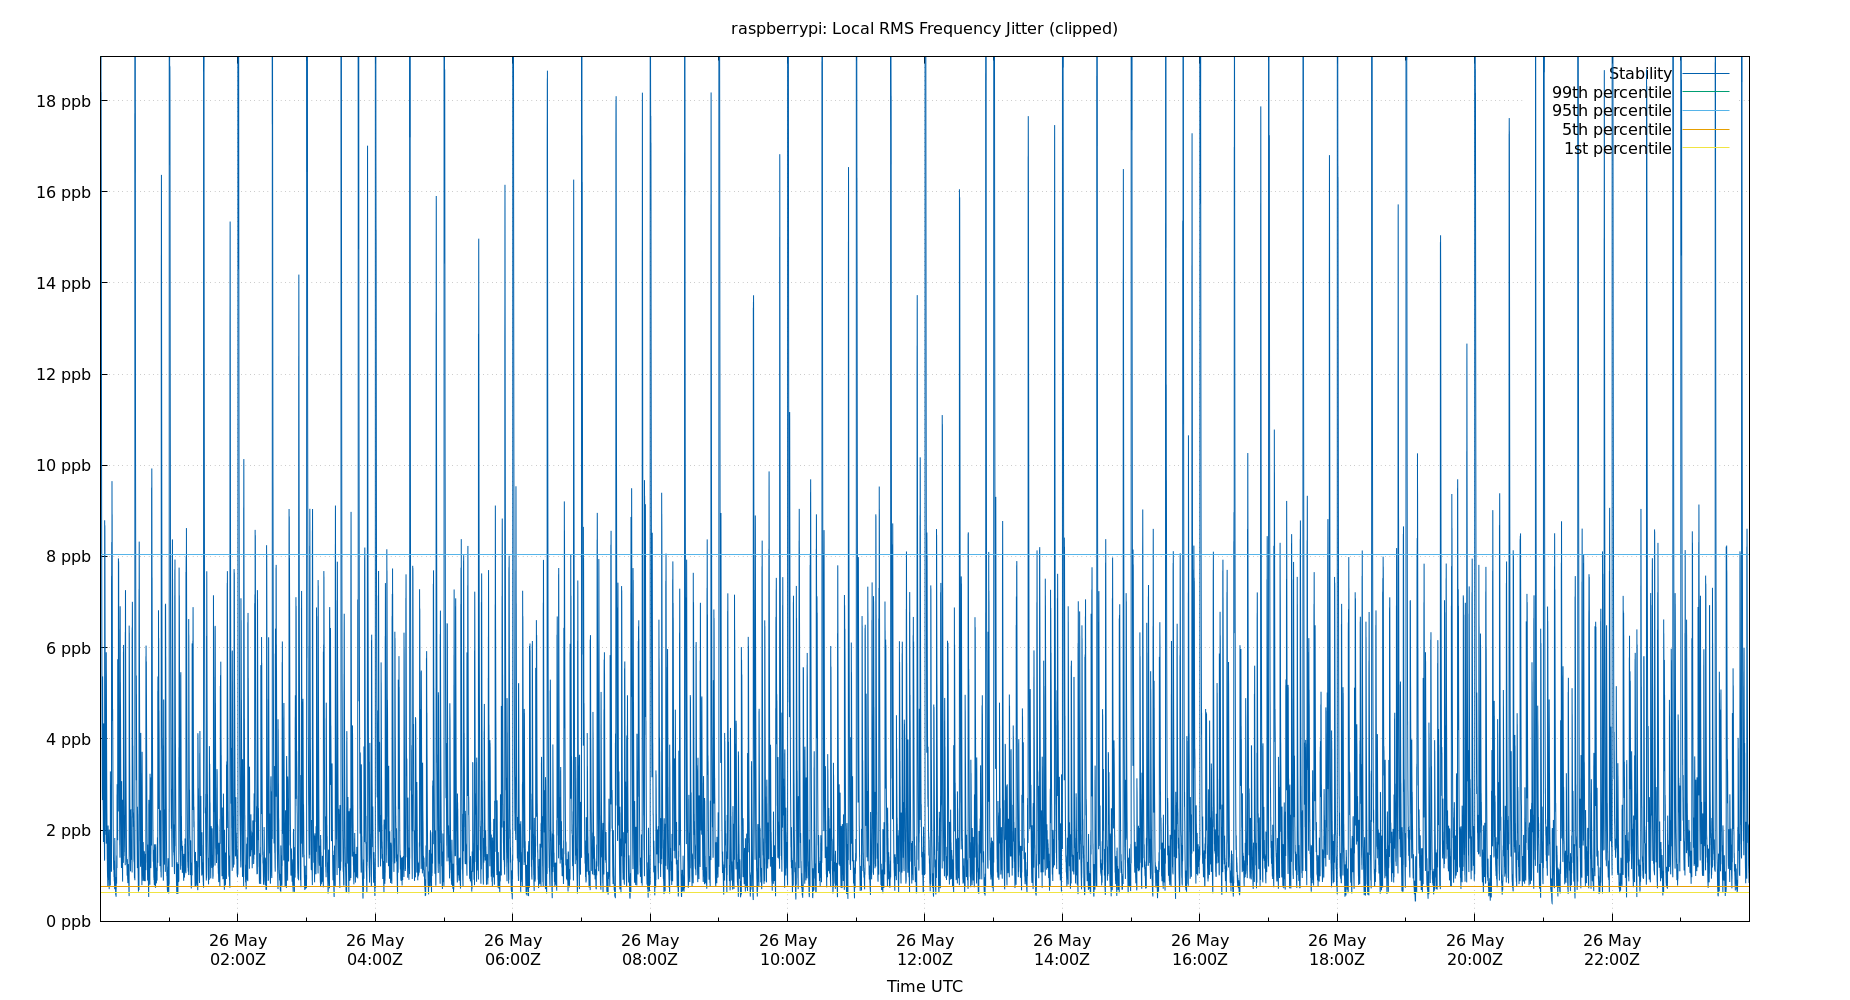 raspberrypi: Local RMS Frequency Jitter (clipped)
Stability
99th percentile
95th percentile
5th percentile
1st percentile
18 ppb
16 ppb
14 ppb
12 ppb
10 ppb
8 ppb
6 ppb
4 ppb
2 ppb
0 ppb
26 May 26 May 26 May 26 May 26 May 26 May 26 May 26 May 26 May 26 May 26 May
02:00Z 04:00Z 06:00Z 08:00Z 10:00Z 12:00Z 14:00Z 16:00Z 18:00Z 20:00Z 22:00Z
Time UTC